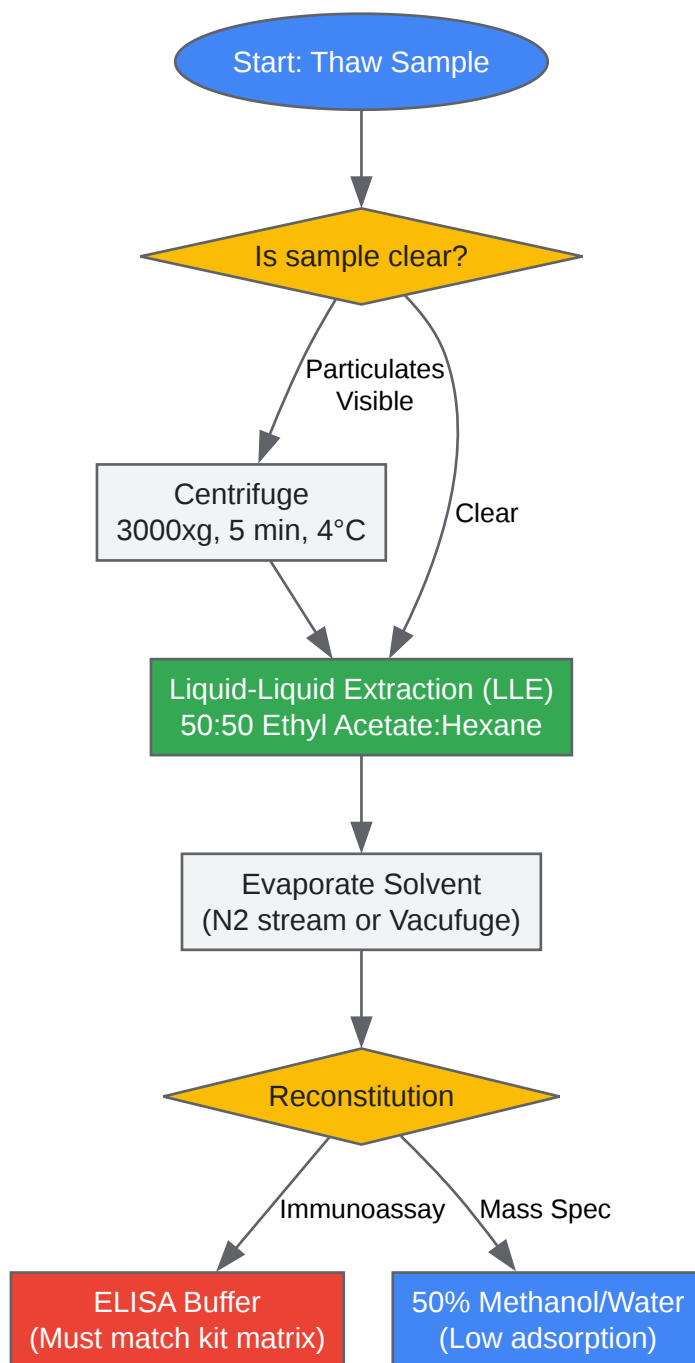 Start: Thaw Sample
Is sample clear?
Particulates
Visible
Centrifuge
3000xg, 5 min, 4°C
Clear
Liquid-Liquid Extraction (LLE)
50:50 Ethyl Acetate:Hexane
Evaporate Solvent
(N2 stream or Vacufuge)
Reconstitution
Immunoassay
Mass Spec
ELISA Buffer
(Must match kit matrix)
50% Methanol/Water
(Low adsorption)